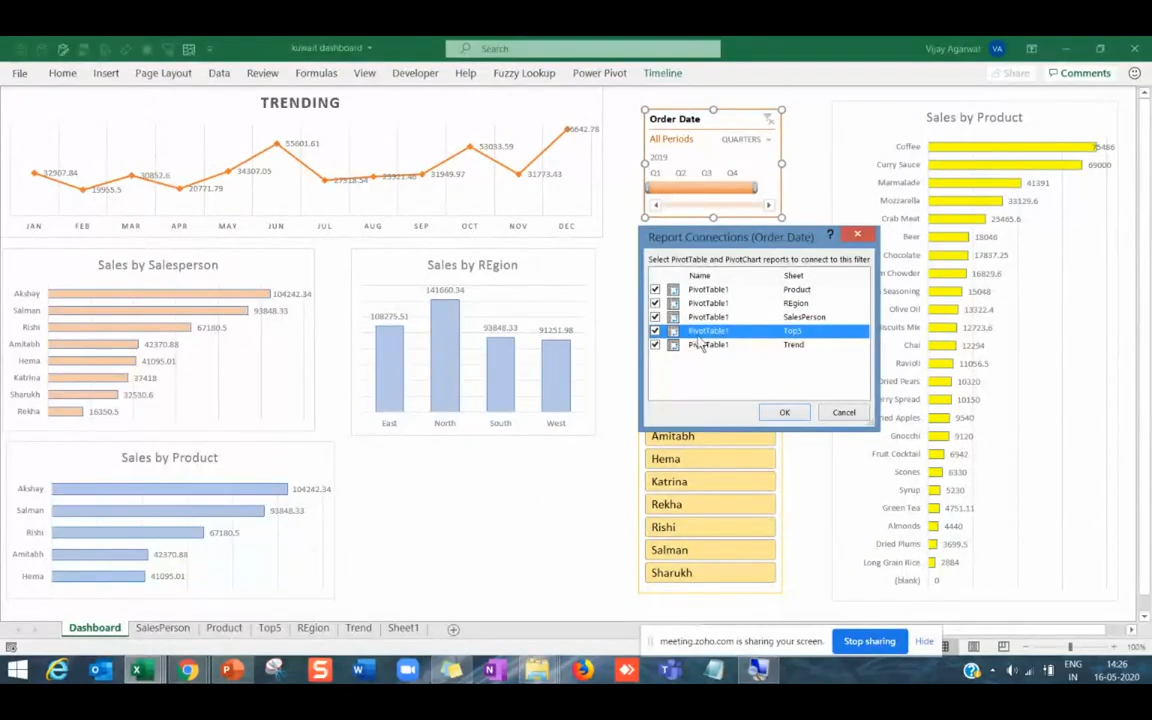 kuwait dashboard
Search
Vijay Agarwal VA
File Home Insert Page Layout Data Review Formulas View Developer Help Fuzzy Lookup Power Pivot Timeline Share Comments
TRENDING
32907.84
19955.5
30852.6
20771.79
34307.05
55601.61
31949.97
53033.59
31773.43
JAN FEB MAR APR MAY JUN JUL AUG SEP OCT NOV DEC
Sales by Salesperson
Akshay 104242.34
Salman 93848.33
Rishi 67180.5
Amitabh 42370.88
Hema 41095.01
Katrina 37418
Sharukh 32530.6
Rekha 16350.5
Sales by REgion
108275.51 141660.34 93848.33 91251.98
East North South West
Sales by Product
Akshay 104242.34
Salman 93848.33
Rishi 67180.5
Amitabh 42370.88
Hema 41095.01
Order Date
All Periods QUARTERS
2019
Q1 Q2 Q3 Q4
Report Connections (Order Date) ?
Select PivotTable and PivotChart reports to connect to this filter
Name Sheet
PivotTable1 Product
PivotTable1 REgion
PivotTable1 SalesPerson
PivotTable1 Top5
PivotTable1 Trend
OK Cancel
Amitabh
Hema
Katrina
Rekha
Rishi
Salman
Sharukh
Sales by Product
Coffee 75486
Curry Sauce 69000
Marmalade 41391
Mozzarella 33129.6
Crab Meat 25465.6
Beer 18046
Chocolate 17837.25
Chowder 16829.6
Seasoning 15048
Olive Oil 13322.4
Biscuits Mix 12723.6
Chai 12294
Ravioli 11056.5
Pears 10320
Spread 10150
Apples 9540
Gnocchi 9120
Fruit Cocktail 6942
Scones 6330
Syrup 5230
Green Tea 4751.11
Almonds 4440
Dried Plums 3699.5
Long Grain Rice 2884
(blank) 0
Dashboard SalesPerson Product Top5 REgion Trend Sheet1
meeting.zoho.com is sharing your screen. Stop sharing Hide
100%
ENG
IN
14:26
16-05-2020